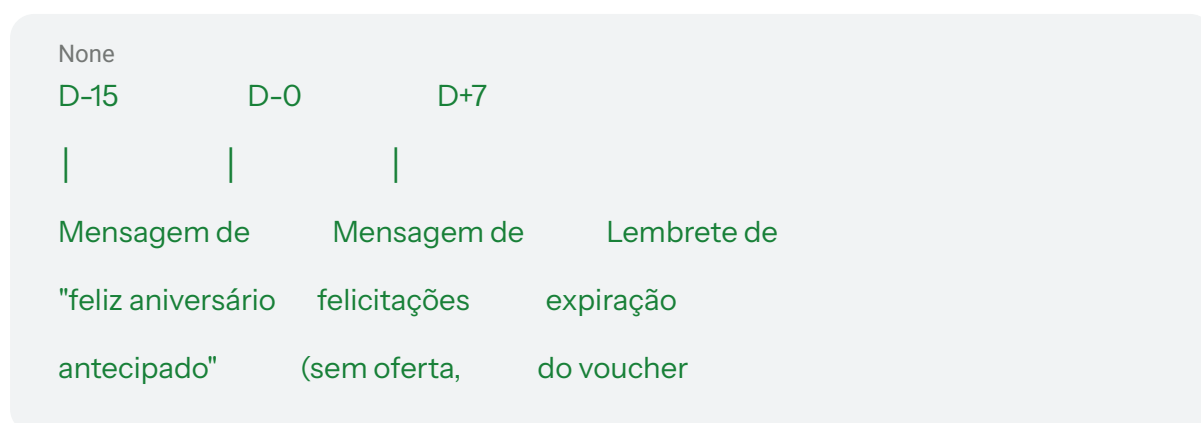 None
D-15 D-0 D+7
| | |
Mensagem de Mensagem de Lembrete de
"feliz aniversário felicitações expiração
antecipado" (sem oferta, do voucher